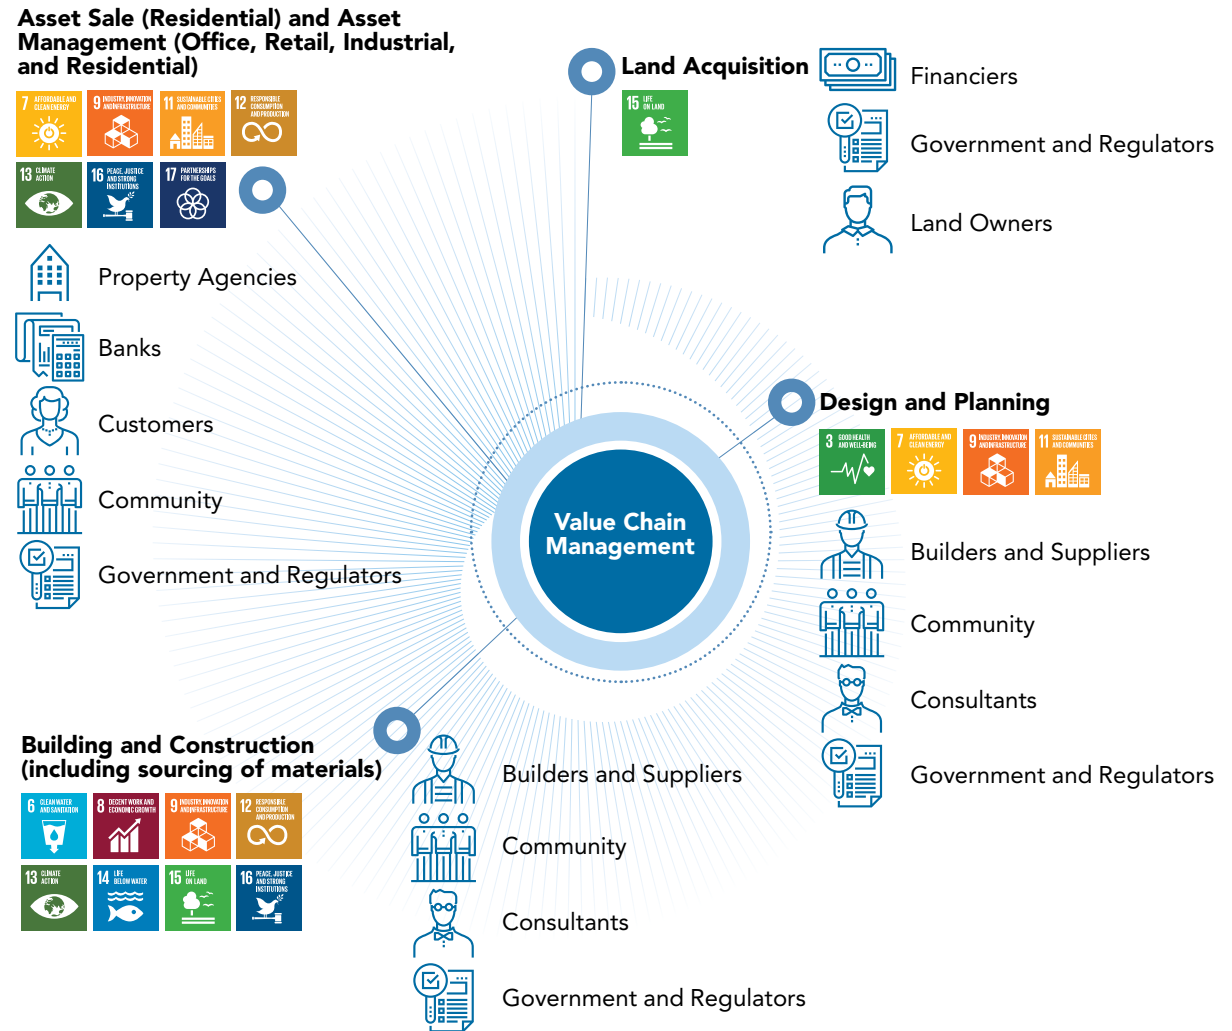 Asset Sale (Residential) and Asset
Management (Office, Retail, Industrial,
and Residential)
7 AFFORDABLE AND
CLEAN ENERGY
9 INDUSTRY, INNOVATION
AND INFRASTRUCTURE
11 SUSTAINABLE CITIES
AND COMMUNITIES
12 RESPONSIBLE
CONSUMPTION
AND PRODUCTION
13 CLIMATE
ACTION
16 PEACE, JUSTICE
AND STRONG
INSTITUTIONS
17 PARTNERSHIPS
FOR THE GOALS
Property Agencies
Banks
Customers
Community
Government and Regulators
Land Acquisition
15 LIFE
ON LAND
Financiers
Government and Regulators
Land Owners
Design and Planning
3 GOOD HEALTH
AND WELL-BEING
7 AFFORDABLE AND
CLEAN ENERGY
9 INDUSTRY, INNOVATION
AND INFRASTRUCTURE
11 SUSTAINABLE CITIES
AND COMMUNITIES
Builders and Suppliers
Community
Consultants
Government and Regulators
Value Chain
Management
Building and Construction
(including sourcing of materials)
6 CLEAN WATER
AND SANITATION
8 DECENT WORK AND
ECONOMIC GROWTH
9 INDUSTRY, INNOVATION
AND INFRASTRUCTURE
12 RESPONSIBLE
CONSUMPTION
AND PRODUCTION
13 CLIMATE
ACTION
14 LIFE
BELOW WATER
15 LIFE
ON LAND
16 PEACE, JUSTICE
AND STRONG
INSTITUTIONS
Builders and Suppliers
Community
Consultants
Government and Regulators